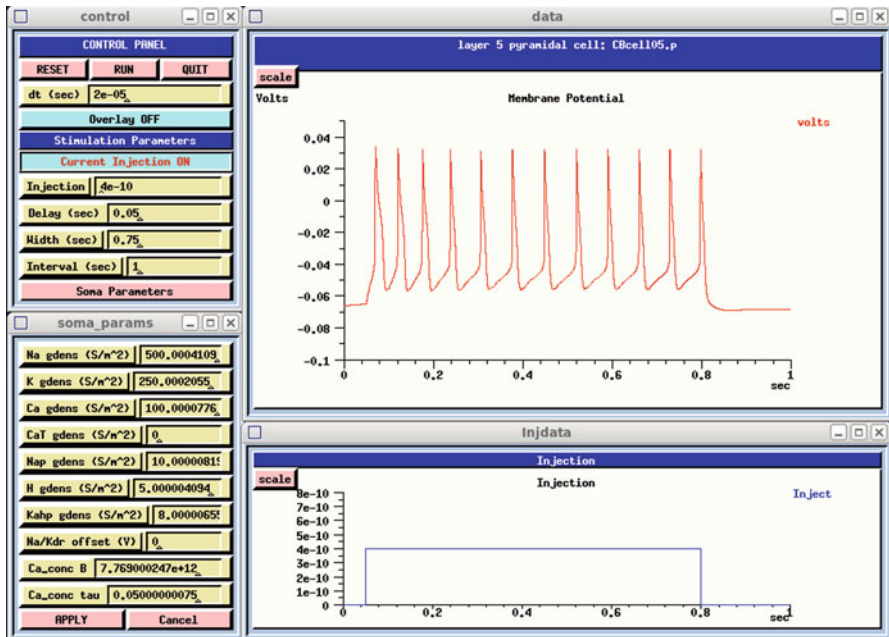 control
CONTROL PANEL
RESET RUN QUIT
dt (sec) 2e-05
Overlay OFF
Stimulation Parameters
Current Injection ON
Injection 4e-10
Delay (sec) 0.05
Width (sec) 0.75
Interval (sec) 1
Soma Parameters
soma_params
Na gdens (S/m^2) 500.0004109
K gdens (S/m^2) 250.0002055
Ca gdens (S/m^2) 100.0000776
CaT gdens (S/m^2) 0
Nap gdens (S/m^2) 10.00000819
H gdens (S/m^2) 5.000004094
Kahp gdens (S/m^2) 8.00000655
Na/Kdr offset (V) 0
Ca_conc B 7.769000247e+12
Ca_conc tau 0.05000000075
APPLY Cancel
data
layer 5 pyramidal cell: CBcell05.p
scale
Volts Membrane Potential
volts
0.04
0.02
0
-0.02
-0.04
-0.06
-0.08
-0.1
0 0.2 0.4 0.6 0.8 1
sec
Injdata
Injection
scale
Injection
Inject
8e-10
7e-10
6e-10
5e-10
4e-10
3e-10
2e-10
1e-10
0
0 0.2 0.4 0.6 0.8 1
sec